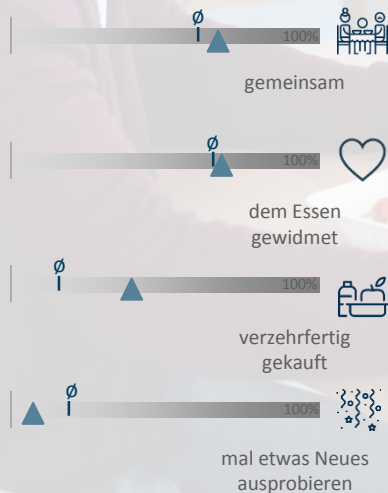 Ø
100%
gemeinsam
Ø
100%
dem Essen
gewidmet
Ø
100%
verzehrfertig
gekauft
Ø
100%
mal etwas Neues
ausprobieren